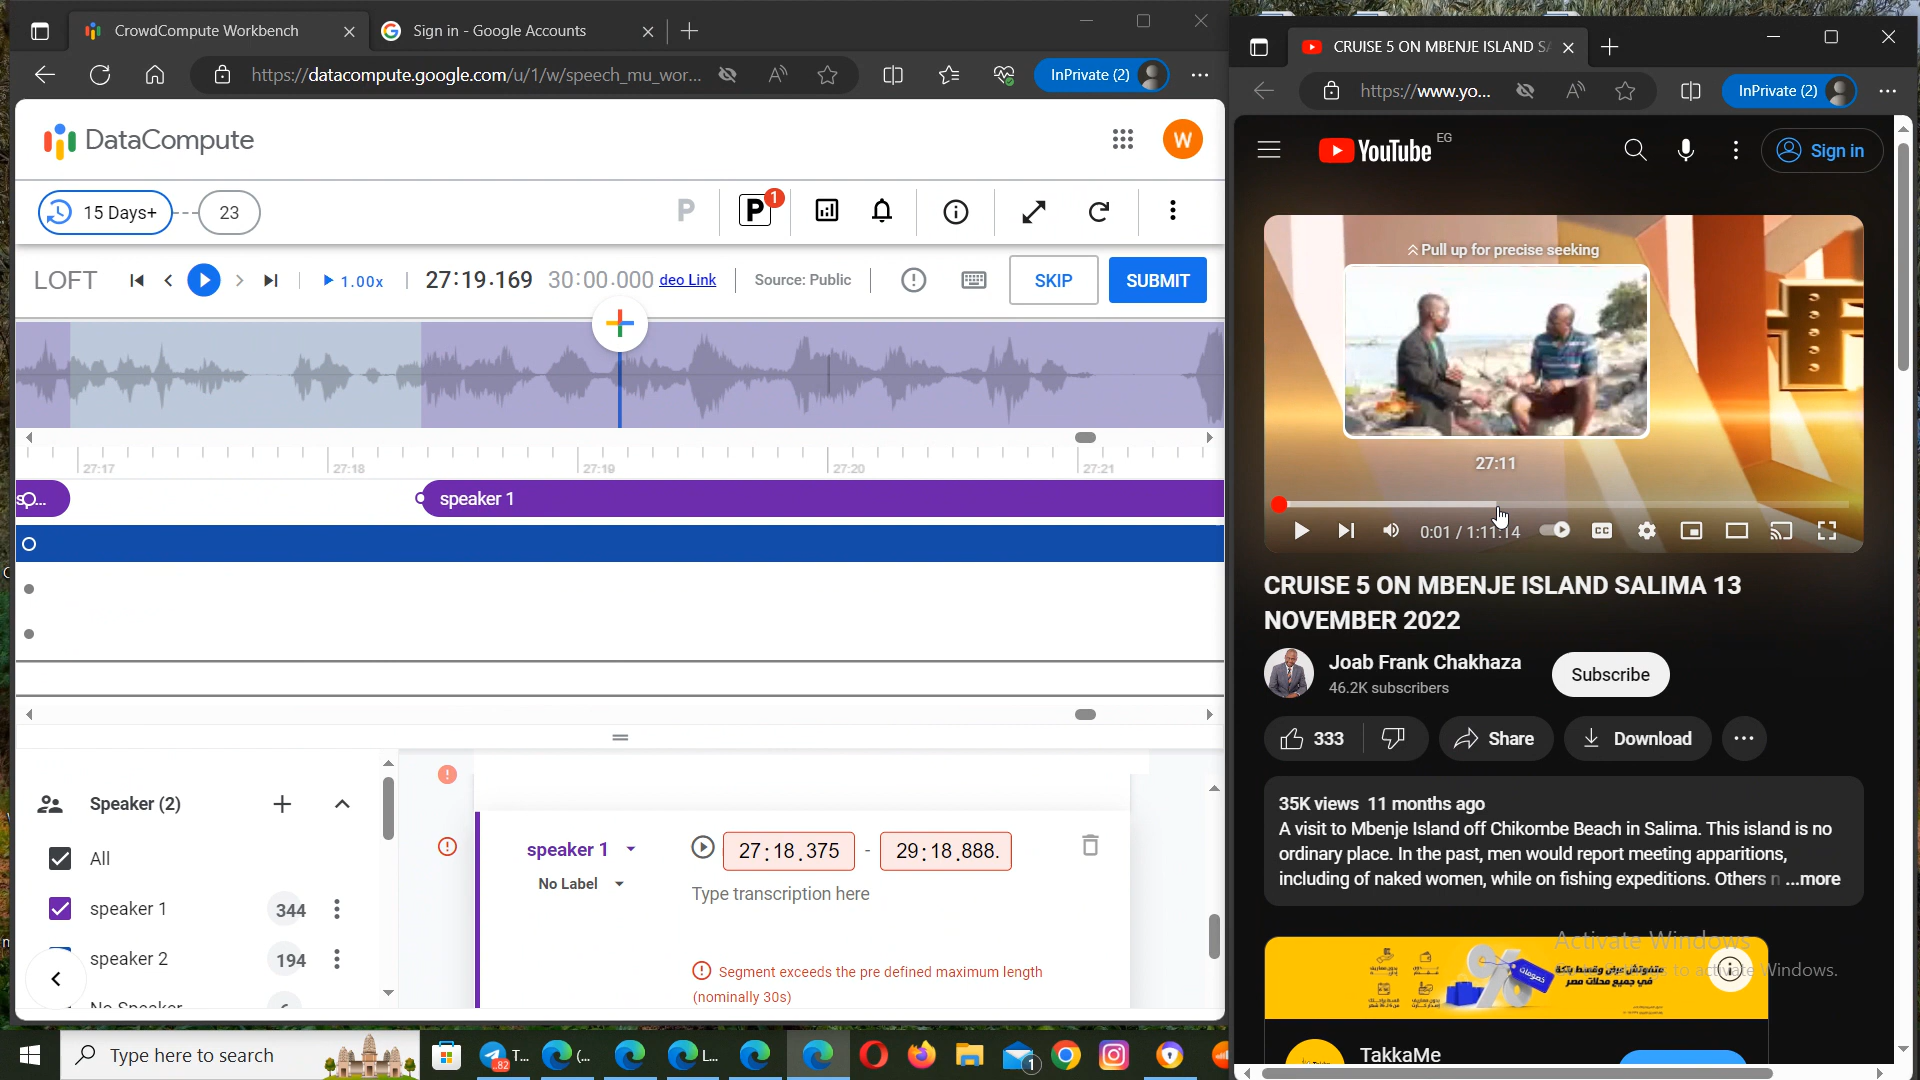 CrowdCompute Workbench
Sign in - Google Accounts
https://datacompute.google.com/u/1/w/speech_mu_wor...
InPrivate (2)
DataCompute
W
15 Days+
23
P
P
1
LOFT
1.00x
27:19.169
30:00.000
deo Link
Source: Public
SKIP
SUBMIT
27:17
27:18
27:19
27:20
27:21
speaker 1
Speaker (2)
All
speaker 1
344
speaker 2
194
speaker 1
27:18.375 - 29:18.888.
No Label
Type transcription here
Segment exceeds the pre defined maximum length
(nominally 30s)
CRUISE 5 ON MBENJE ISLAND SA
https://www.yo...
InPrivate (2)
YouTube
EG
Sign in
Pull up for precise seeking
27:11
0:01 / 1:11:14
CC
CRUISE 5 ON MBENJE ISLAND SALIMA 13
NOVEMBER 2022
Joab Frank Chakhaza
46.2K subscribers
Subscribe
333
Share
Download
35K views 11 months ago
A visit to Mbenje Island off Chikombe Beach in Salima. This island is no
ordinary place. In the past, men would report meeting apparitions,
including of naked women, while on fishing expeditions. Others n ...more
Activate Windows
TakkaMe
Type here to search
82
T...
(...
L...
1